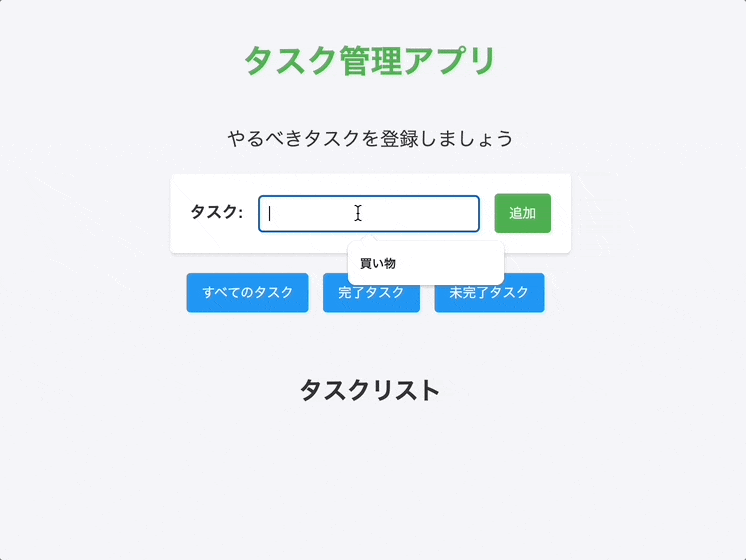 タスク管理アプリ
やるべきタスクを登録しましょう
タスク: 追加
買い物
すべてのタスク 完了タスク 未完了タスク
タスクリスト